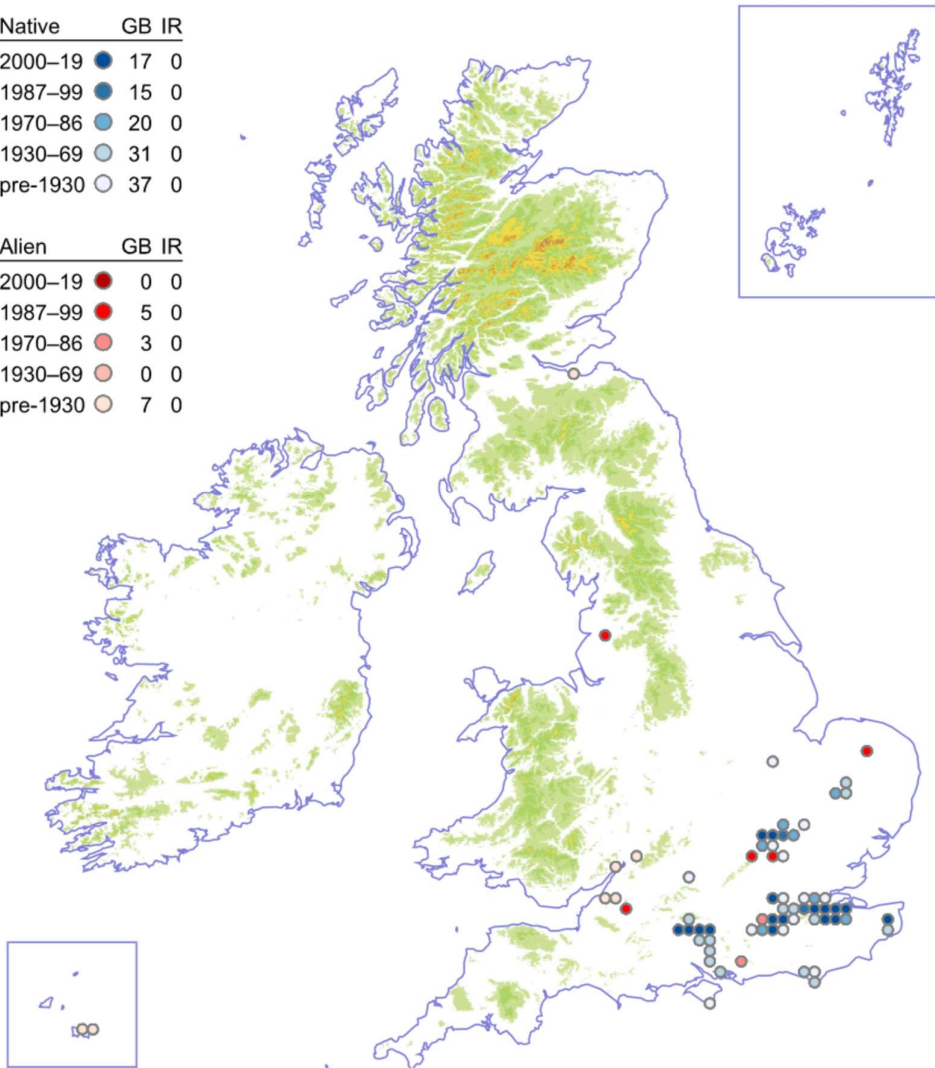 Native GB IR
2000–19 17 0
1987–99 15 0
1970–86 20 0
1930–69 31 0
pre-1930 37 0
Alien GB IR
2000–19 0 0
1987–99 5 0
1970–86 3 0
1930–69 0 0
pre-1930 7 0